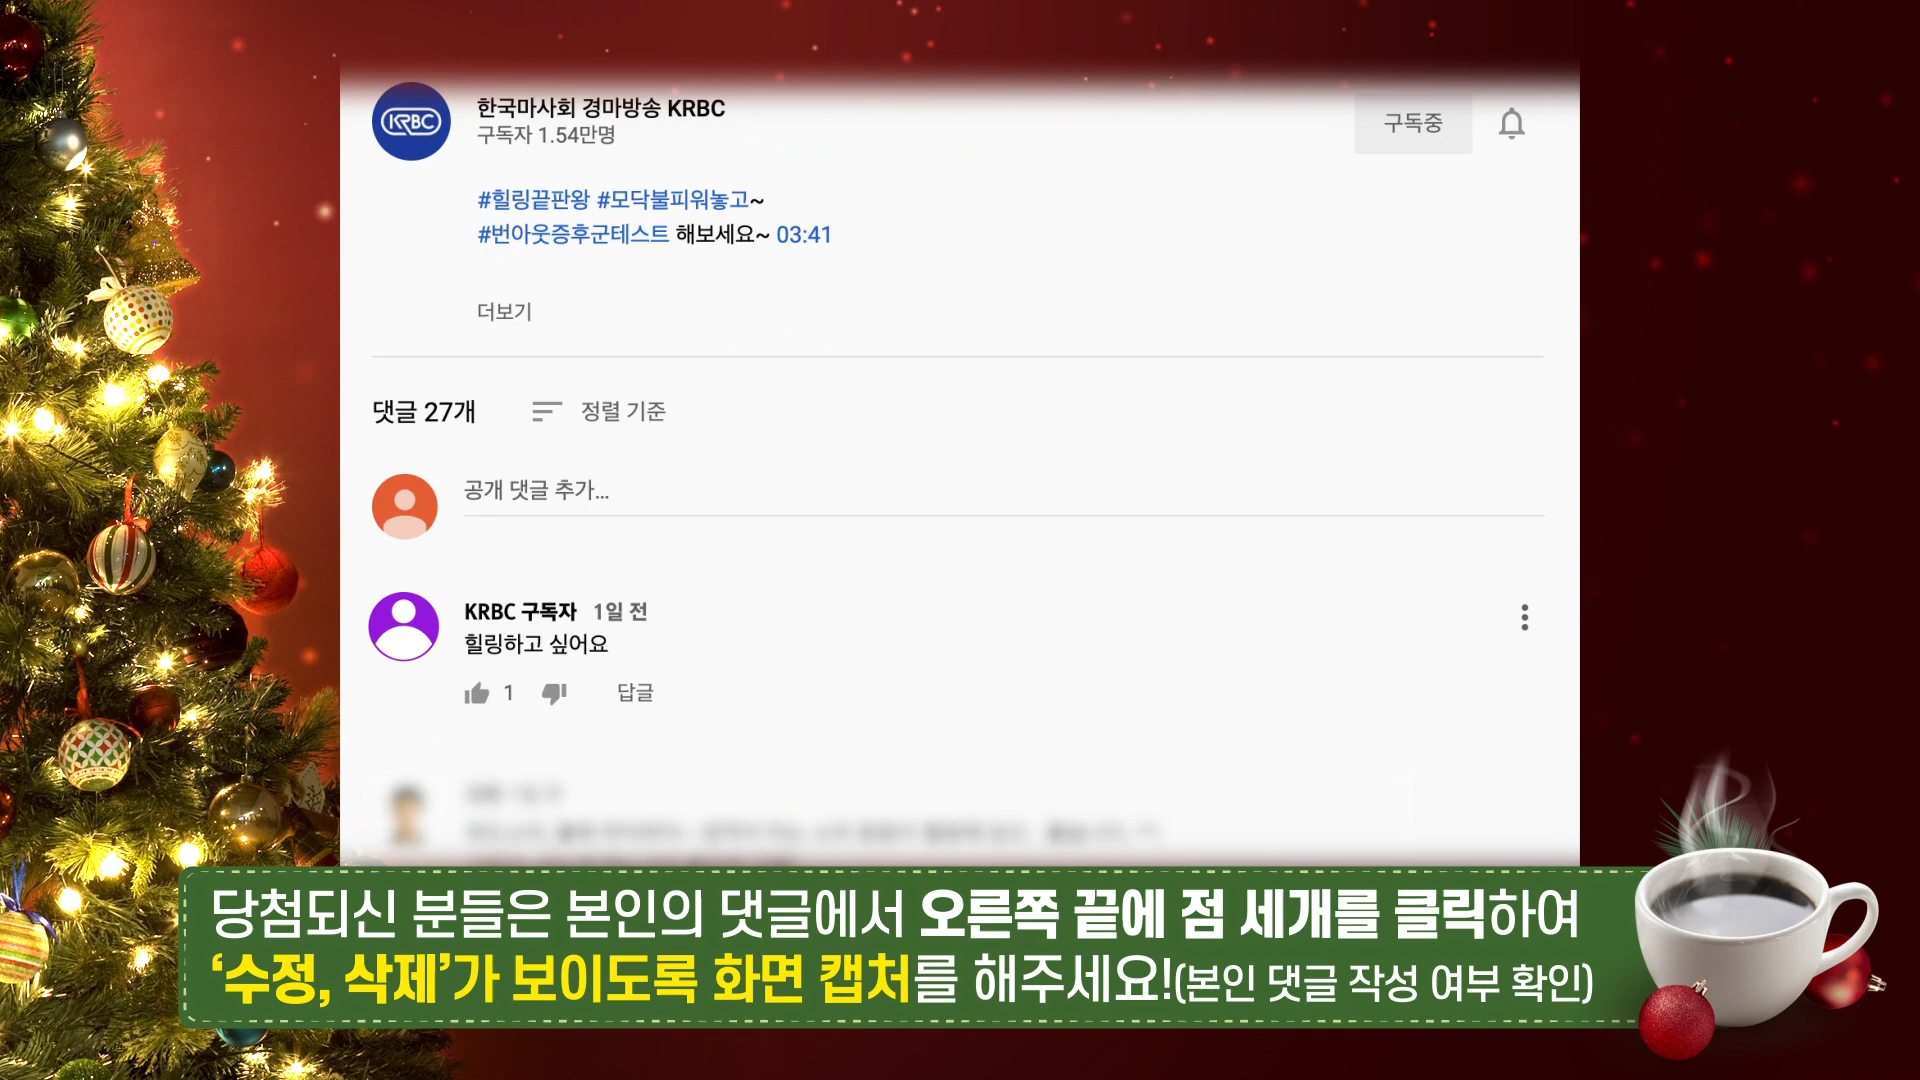 KRBC
한국마사회 경마방송 KRBC
구독자 1.54만명
구독중
#힐링끝판왕 #모닥불피워놓고~
#번아웃증후군테스트 해보세요~ 03:41
더보기
댓글 27개
정렬 기준
공개 댓글 추가...
KRBC 구독자 1일 전
힐링하고 싶어요
1
답글
당첨되신 분들은 본인의 댓글에서 오른쪽 끝에 점 세개를 클릭하여
‘수정, 삭제’가 보이도록 화면 캡처를 해주세요!(본인 댓글 작성 여부 확인)